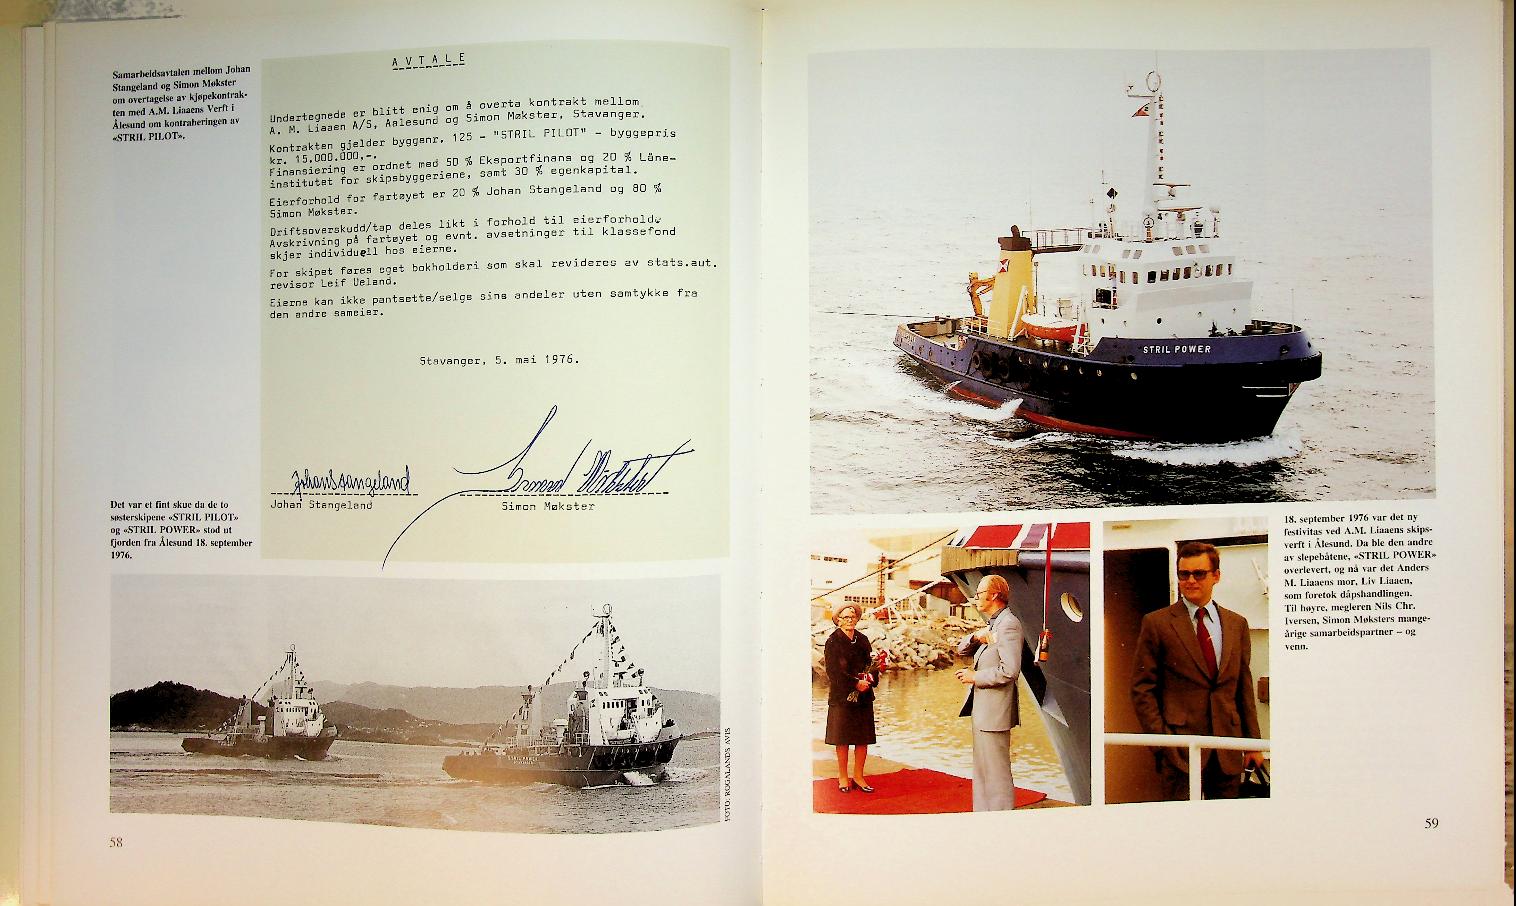 Samarbeidsavtalen mellom Johan
Stangeland og Simon Møkster
om overtagelse av kjøpekontrak-
ten med A.M. Liaaens Verft i
Ålesund om kontraheringen av
«STRIL PILOT».
AVTALE
Undertegnede er blitt enig om å overta kontrakt mellom
A. M. Liaaen A/S, Aalesund og Simon Møkster, Stavanger.
Kontrakten gjelder byggenr. 125 - "STRIL PILOT" - byggepris
kr. 15.000.000,-.
Finansiering er ordnet med 50 % Eksportfinans og 20 % Låne-
institutet for skipsbyggeriene, samt 30 % egenkapital.
Eierforhold for fartøyet er 20 % Johan Stangeland og 80 %
Simon Møkster.
Driftsoverskudd/tap deles likt i forhold til eierforholde
Avskrivning på fartøyet og evnt. avsetninger til klassefond
skjer individuell hos eierne.
For skipet føres eget bokholderi som skal revideres av stats.aut.
revisor Leif Ueland.
Eierne kan ikke pantsette/selge sine andeler uten samtykke fra
den andre sameier.
Stavanger, 5. mai 1976.
Johan Stangeland
Simon Møkster
Johan Stangeland
Simon Møkster
Det var et fint skue da de to
søsterskipene «STRIL PILOT»
og «STRIL POWER» stod ut
fjorden fra Ålesund 18. september
1976.
STRIL POWER
FOTO: ROGALANDS AVIS
58
STRIL POWER
18. september 1976 var det ny
festivitas ved A.M. Liaaens skips-
verft i Ålesund. Da ble den andre
av slepebåtene, «STRIL POWER»
overlevert, og nå var det Anders
M. Liaaens mor, Liv Liaaen,
som foretok dåpshandlingen.
Til høyre, megleren Nils Chr.
Iversen, Simon Møksters mange-
årige samarbeidspartner – og
venn.
59